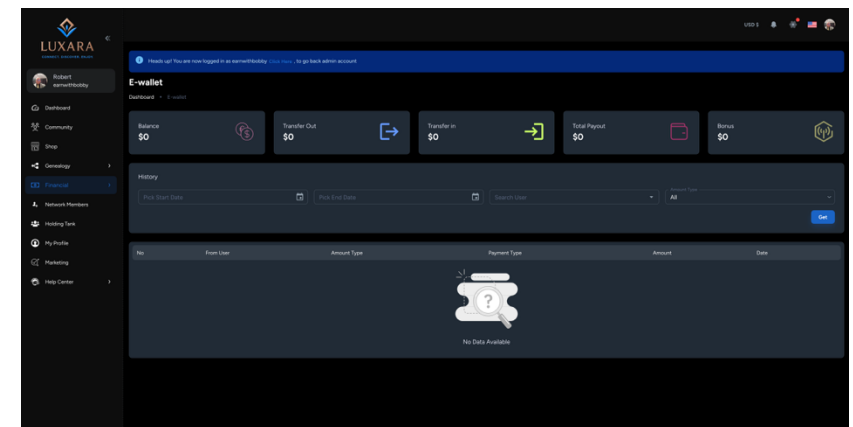 LUXARA
CONNECT DISCOVER ENJOY
«
USD $
Heads up! You are now logged in as earnwithbobby Click here , to go back admin account
Robert
earnwithbobby
E-wallet
Dashboard • E-wallet
Dashboard
Community
Shop
Genealogy
Financial
Network Members
Holding Tank
My Profile
Marketing
Help Center
Balance
$0
Transfer Out
$0
Transfer in
$0
Total Payout
$0
Bonus
$0
History
Pick Start Date
Pick End Date
Search User
Amount Type
All
Get
No From User Amount Type Payment Type Amount Date
?
No Data Available